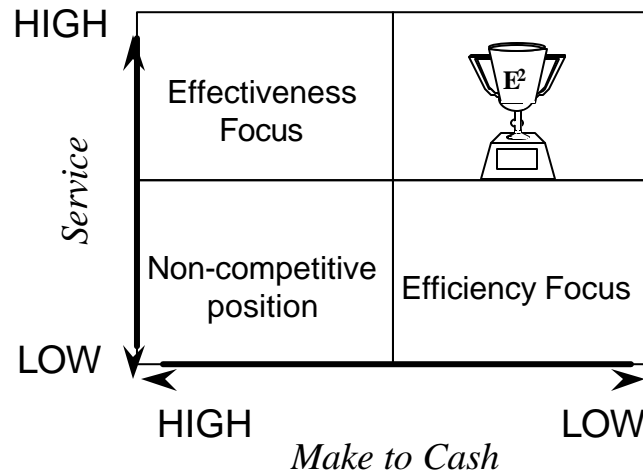 HIGH
Effectiveness
Focus
E²
Service
Non-competitive
position
Efficiency Focus
LOW
HIGH
LOW
Make to Cash